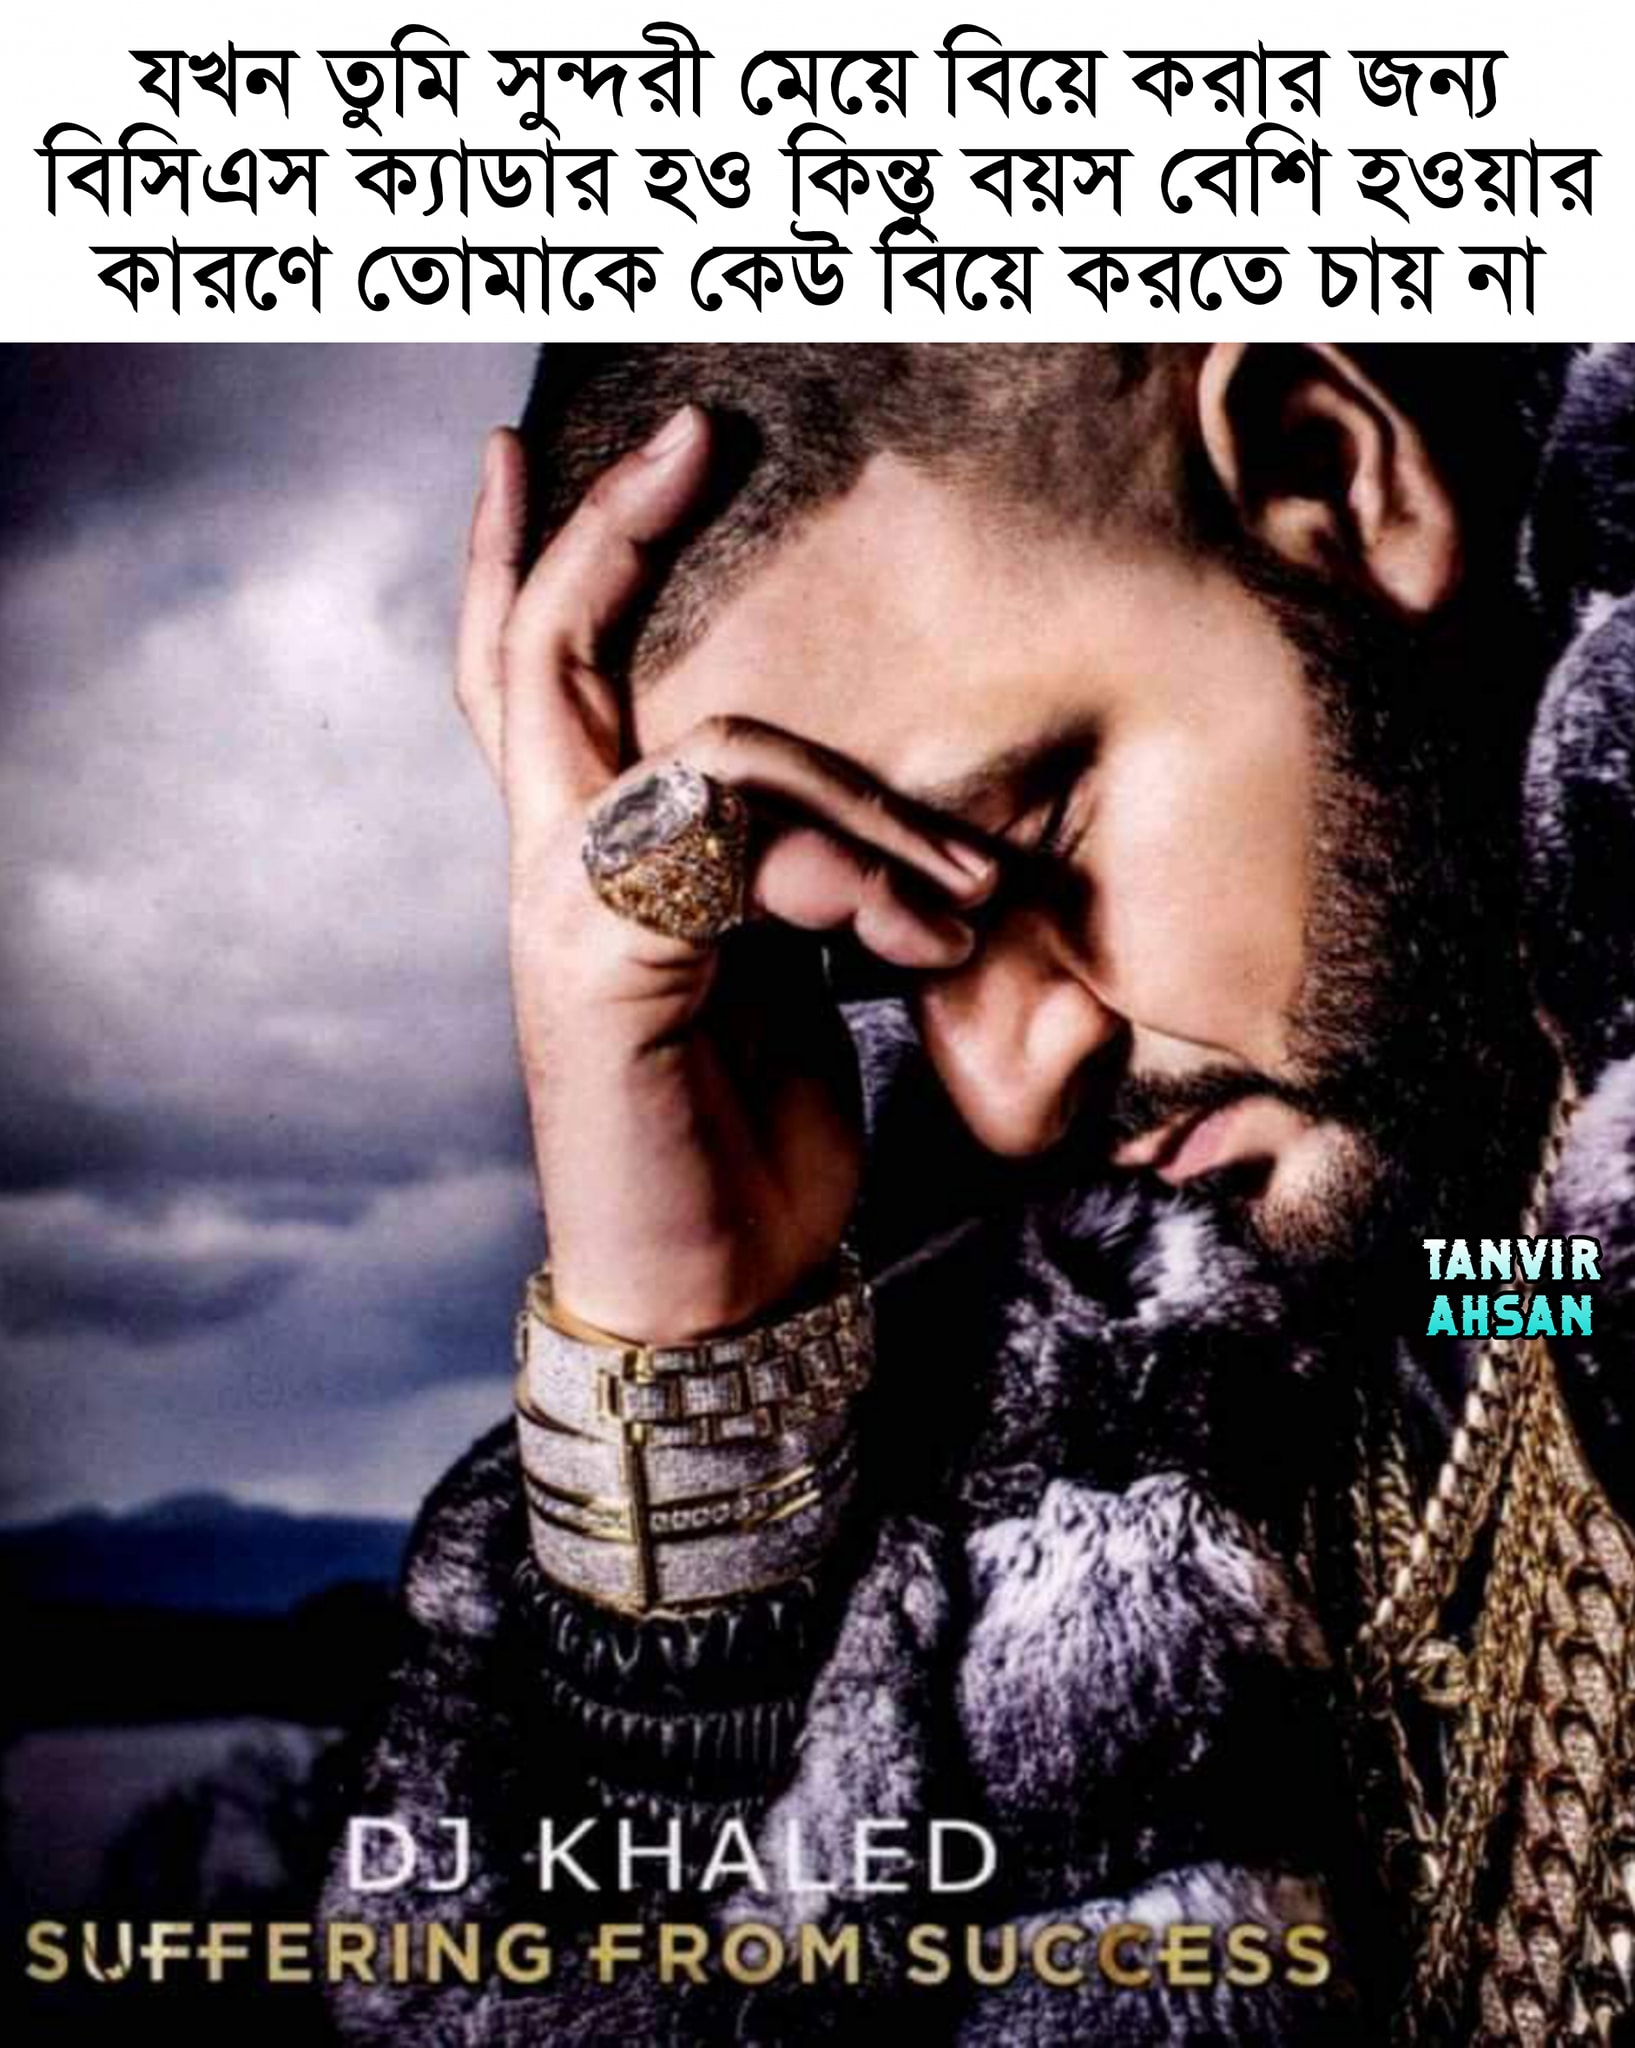 যখন তুমি সুন্দরী মেয়ে বিয়ে করার জন্য
বিসিএস ক্যাডার হও কিন্তু বয়স বেশি হওয়ার
কারণে তোমাকে কেউ বিয়ে করতে চায় না
TANVIR
AHSAN
DJ KHALED
SUFFERING FROM SUCCESS